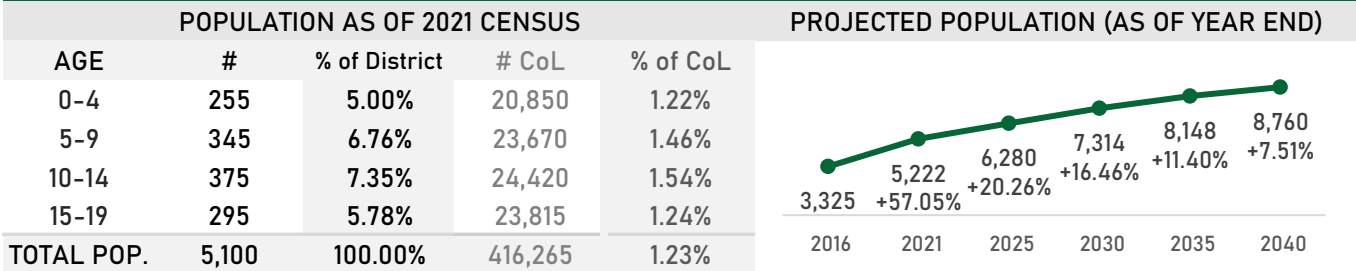 POPULATION AS OF 2021 CENSUS
AGE # % of District # CoL % of CoL
0-4 255 5.00% 20,850 1.22%
5-9 345 6.76% 23,670 1.46%
10-14 375 7.35% 24,420 1.54%
15-19 295 5.78% 23,815 1.24%
TOTAL POP. 5,100 100.00% 416,265 1.23%
PROJECTED POPULATION (AS OF YEAR END)
3,325
5,222
+57.05%
6,280
+20.26%
7,314
+16.46%
8,148
+11.40%
8,760
+7.51%
2016 2021 2025 2030 2035 2040